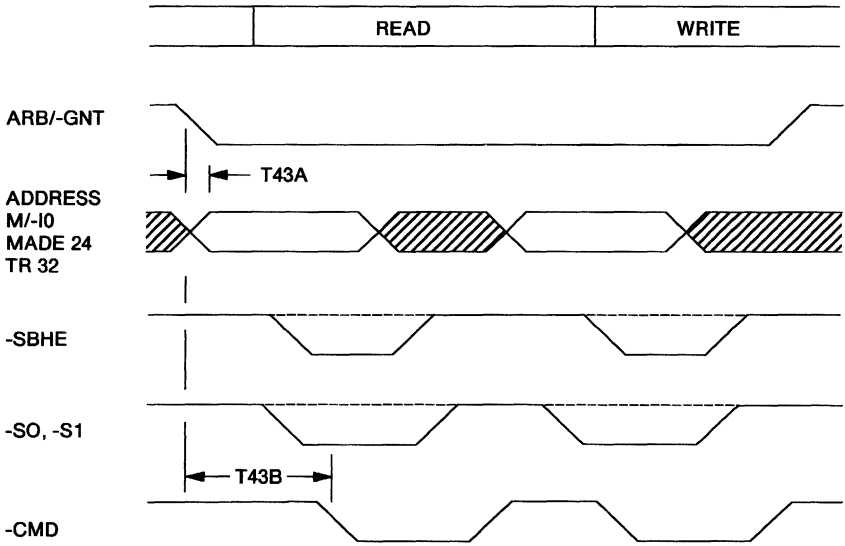 READ WRITE
ARB/-GNT
T43A
ADDRESS
M/-I0
MADE 24
TR 32
-SBHE
-SO, -S1
T43B
-CMD